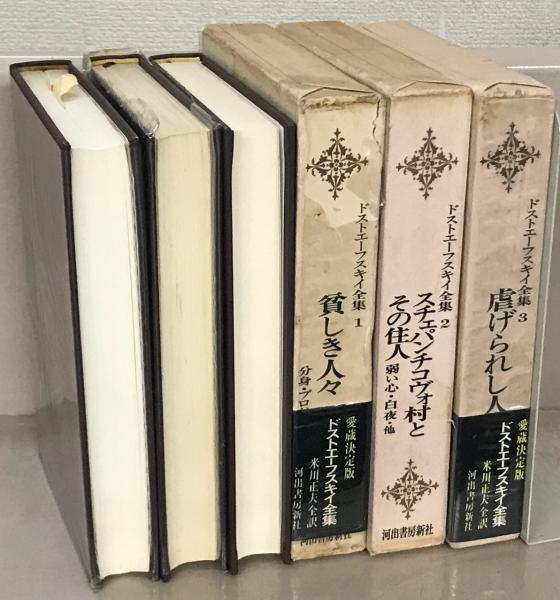 ドストエーフスキイ全集 1
貧しき人々
分身・プロ
愛蔵決定版
ドストエーフスキイ全集
米川正夫全訳
河出書房新社
ドストエーフスキイ全集 2
スチェパンチコヴォ村と
その住人
弱い心・白夜・他
河出書房新社
ドストエーフスキイ全集 3
虐げられし人
愛蔵決定版
ドストエーフスキイ全集
米川正夫全訳
河出書房新社